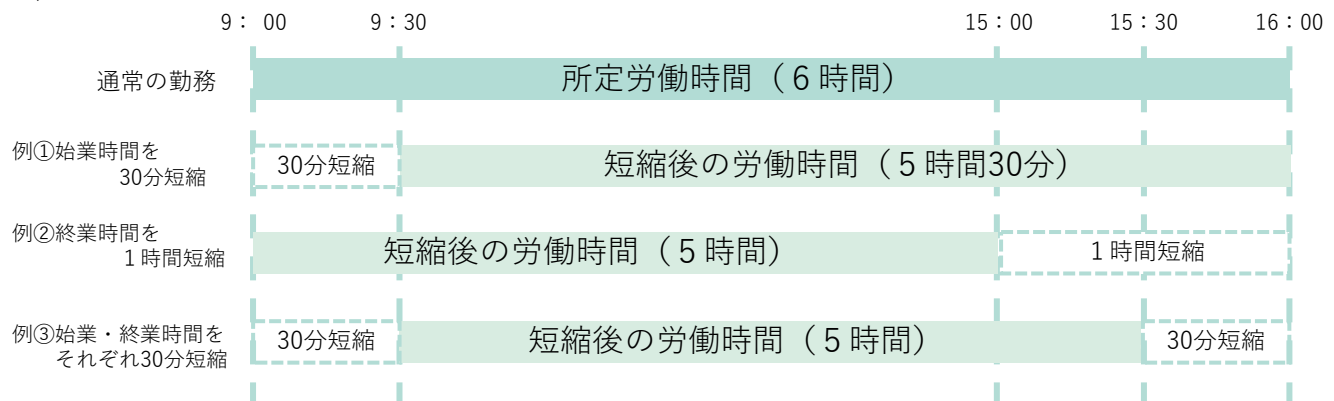 9： 00 9：30 15：00 15：30 16：00
通常の勤務 所定労働時間（６時間）
例①始業時間を
30分短縮
30分短縮 短縮後の労働時間（５時間30分）
例②終業時間を
１時間短縮
短縮後の労働時間（５時間） １時間短縮
例③始業・終業時間を
それぞれ30分短縮
30分短縮 短縮後の労働時間（５時間） 30分短縮